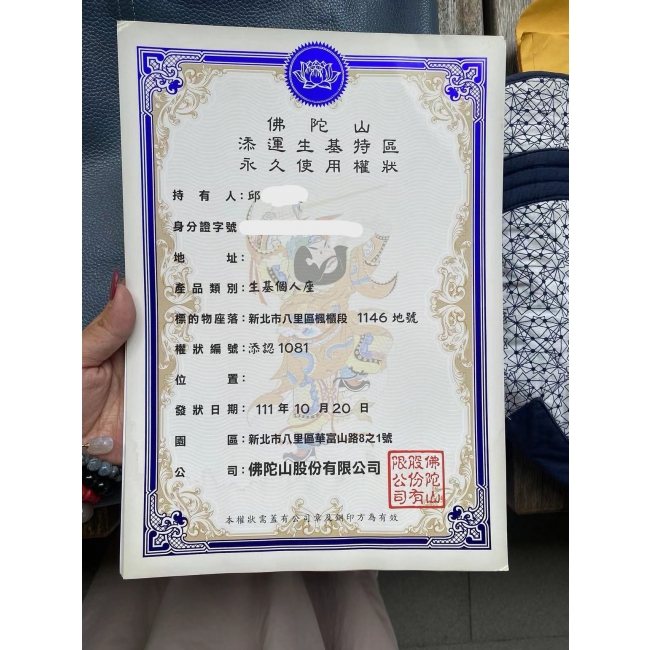 佛陀山
添運生基特區
永久使用權狀
持有人：邱
身分證字號
地址：
產品類別：生基個人座
標的物座落：新北市八里區楓櫃段 1146 地號
權狀編號：添認1081
位置：
發狀日期：111 年 10 月 20 日
園區：新北市八里區華富山路8之1號
公司：佛陀山股份有限公司
佛陀山股份有限公司
本權狀需蓋有公司章及鋼印方為有效